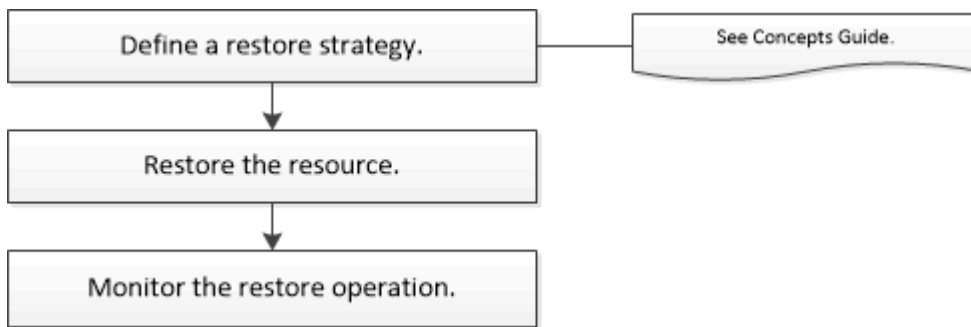 Define a restore strategy.
See Concepts Guide.
Restore the resource.
Monitor the restore operation.